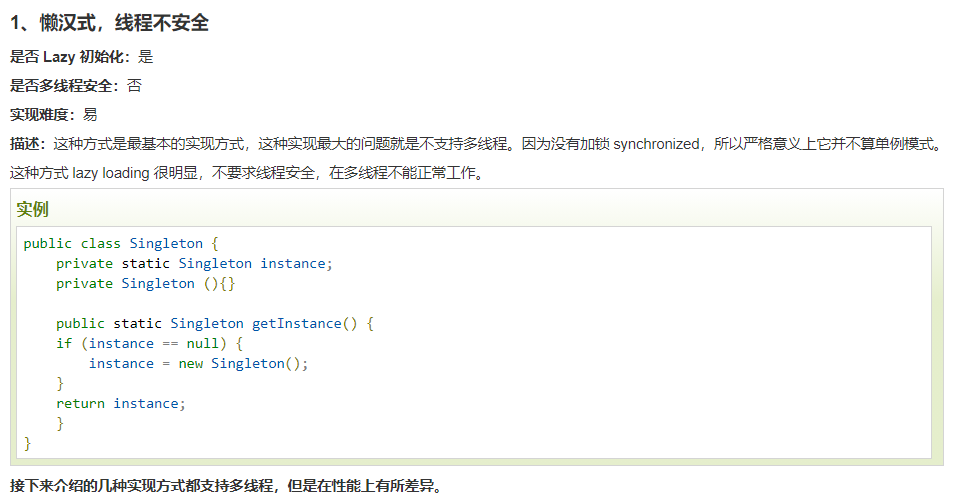 1、懒汉式，线程不安全
是否 Lazy 初始化：是
是否多线程安全：否
实现难度：易
描述：这种方式是最基本的实现方式，这种实现最大的问题就是不支持多线程。因为没有加锁 synchronized，所以严格意义上它并不算单例模式。
这种方式 lazy loading 很明显，不要求线程安全，在多线程不能正常工作。
实例
public class Singleton {
    private static Singleton instance;
    private Singleton (){}

    public static Singleton getInstance() {
    if (instance == null) {
        instance = new Singleton();
    }
    return instance;
    }
}
接下来介绍的几种实现方式都支持多线程，但是在性能上有所差异。